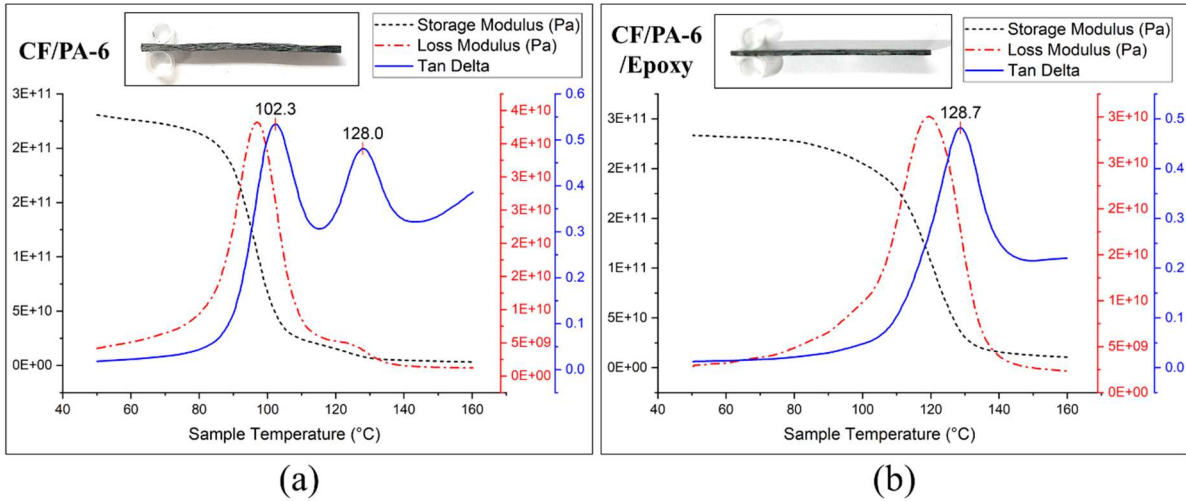 CF/PA-6
Storage Modulus (Pa)
Loss Modulus (Pa)
Tan Delta
102.3
128.0
3E+11
2E+11
2E+11
1E+11
5E+10
0E+00
4E+10
4E+10
3E+10
3E+10
2E+10
2E+10
1E+10
5E+09
0E+00
0.6
0.5
0.4
0.3
0.2
0.1
0.0
40 60 80 100 120 140 160
Sample Temperature (°C)
(a)
CF/PA-6
/Epoxy
Storage Modulus (Pa)
Loss Modulus (Pa)
Tan Delta
128.7
3E+11
3E+11
2E+11
2E+11
1E+11
5E+10
0E+00
3E+10
3E+10
2E+10
2E+10
1E+10
5E+09
0E+00
0.5
0.4
0.3
0.2
0.1
0.0
40 60 80 100 120 140 160
Sample Temperature (°C)
(b)